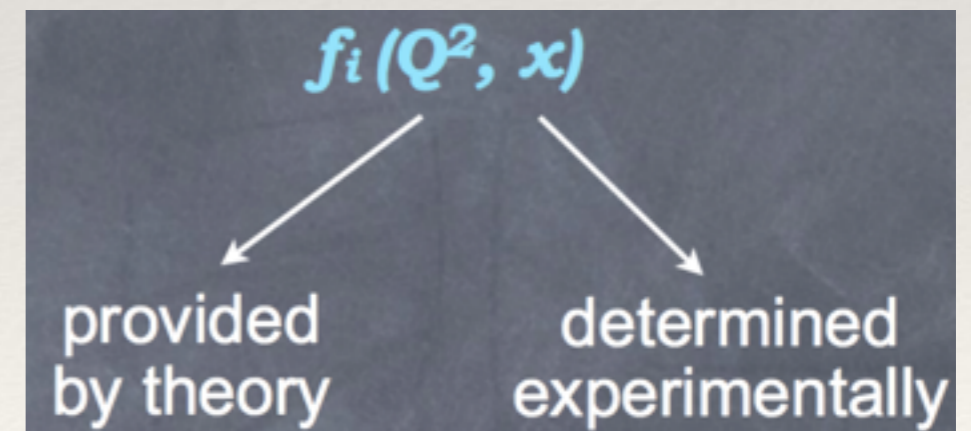 fi (Q², x)
provided
by theory
determined
experimentally